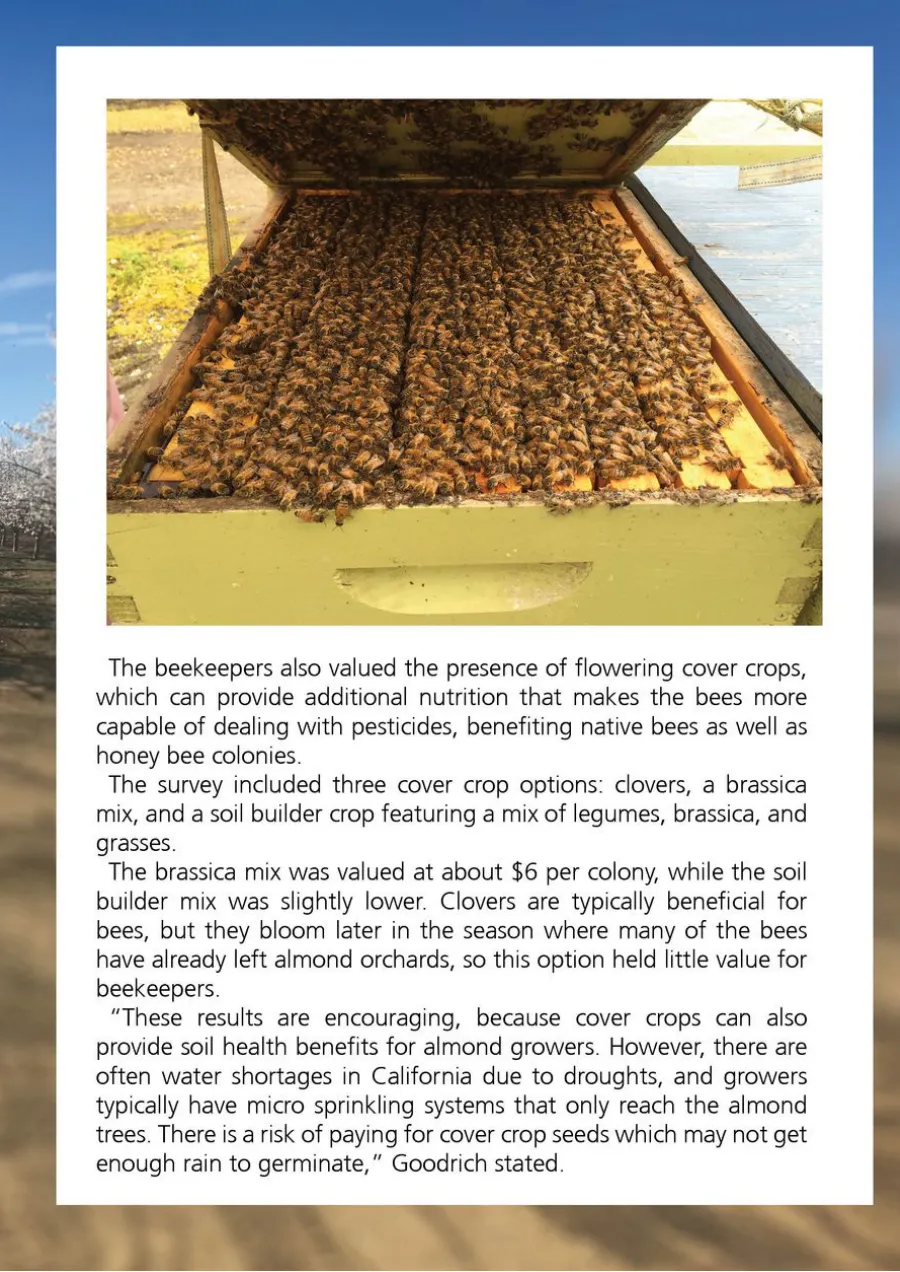 The beekeepers also valued the presence of flowering cover crops,
which can provide additional nutrition that makes the bees more
capable of dealing with pesticides, benefiting native bees as well as
honey bee colonies.
The survey included three cover crop options: clovers, a brassica
mix, and a soil builder crop featuring a mix of legumes, brassica, and
grasses.
The brassica mix was valued at about $6 per colony, while the soil
builder mix was slightly lower. Clovers are typically beneficial for
bees, but they bloom later in the season where many of the bees
have already left almond orchards, so this option held little value for
beekeepers.
“These results are encouraging, because cover crops can also
provide soil health benefits for almond growers. However, there are
often water shortages in California due to droughts, and growers
typically have micro sprinkling systems that only reach the almond
trees. There is a risk of paying for cover crop seeds which may not get
enough rain to germinate,” Goodrich stated.